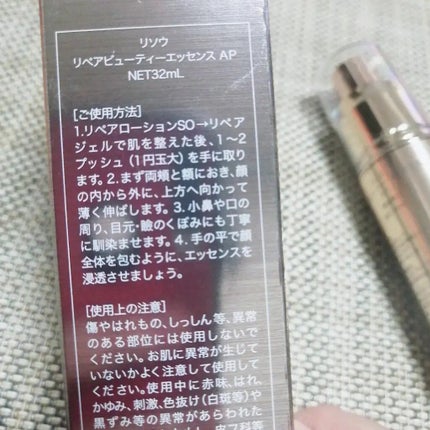 リソウ
リペアビューティーエッセンス AP
NET32mL
[ご使用方法]
1.リペアローションSO→リペア
ジェルで肌を整えた後、1〜2
プッシュ（1円玉大）を手に取り
ます。2.まず両頬と額におき、顔
の内から外に、上方へ向かって
薄く伸ばします。3.小鼻や口の
周り、目元・瞼のくぼみにも丁寧
に馴染ませます。4.手の平で顔
全体を包むように、エッセンスを
浸透させましょう。
[使用上の注意]
傷やはれもの、しっしん等、異常
のある部位には使用しないで
ください。お肌に異常が生じて
いないかよく注意して使用して
ください。使用中に赤味、はれ、
かゆみ、刺激、色抜け（白斑等）や
黒ずみ等の異常があらわれた
皮フ科等